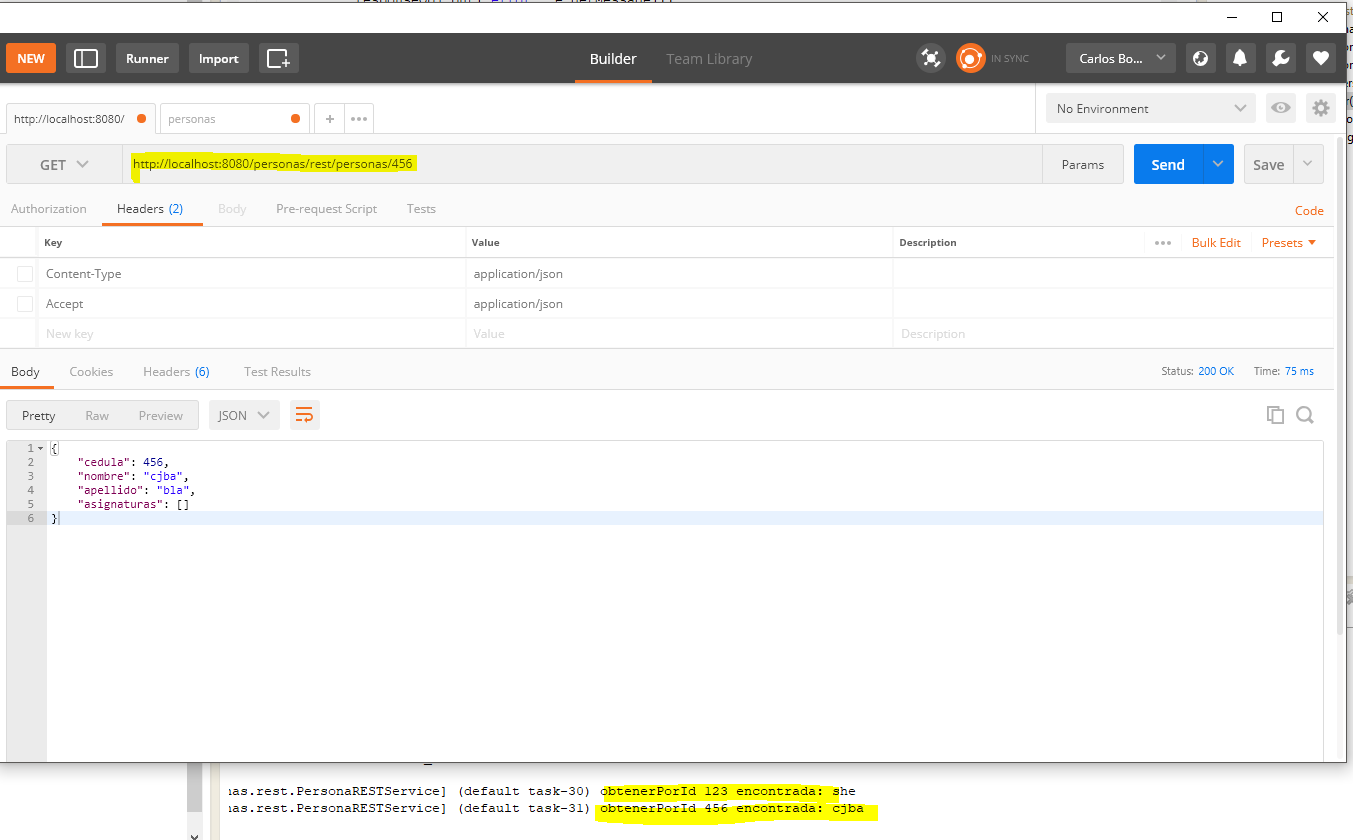 NEW Runner Import Builder Team Library IN SYNC Carlos Bo...
http://localhost:8080/ personas + ••• No Environment
GET http://localhost:8080/personas/rest/personas/456 Params Send Save
Authorization Headers (2) Body Pre-request Script Tests Code
Key Value Description ••• Bulk Edit Presets
Content-Type application/json
Accept application/json
New key Value Description
Body Cookies Headers (6) Test Results Status: 200 OK Time: 75 ms
Pretty Raw Preview JSON
1 {
2 "cedula": 456,
3 "nombre": "cjba",
4 "apellido": "bla",
5 "asignaturas": []
6 }
nas.rest.PersonaRESTService] (default task-30) obtenerPorId 123 encontrada: she
nas.rest.PersonaRESTService] (default task-31) obtenerPorId 456 encontrada: cjba